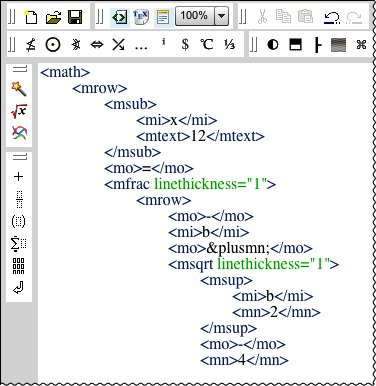 100%
≰ ⊙ ⇎ ⇔ ... i $ ℃ ⅓
<math>
<mrow>
<msub>
<mi>x</mi>
<mtext>12</mtext>
</msub>
<mo>=</mo>
<mfrac linethickness="1">
<mrow>
<mo>-</mo>
<mi>b</mi>
<mo>&plusmn;</mo>
<msqrt linethickness="1">
<msup>
<mi>b</mi>
<mn>2</mn>
</msup>
<mo>-</mo>
<mn>4</mn>